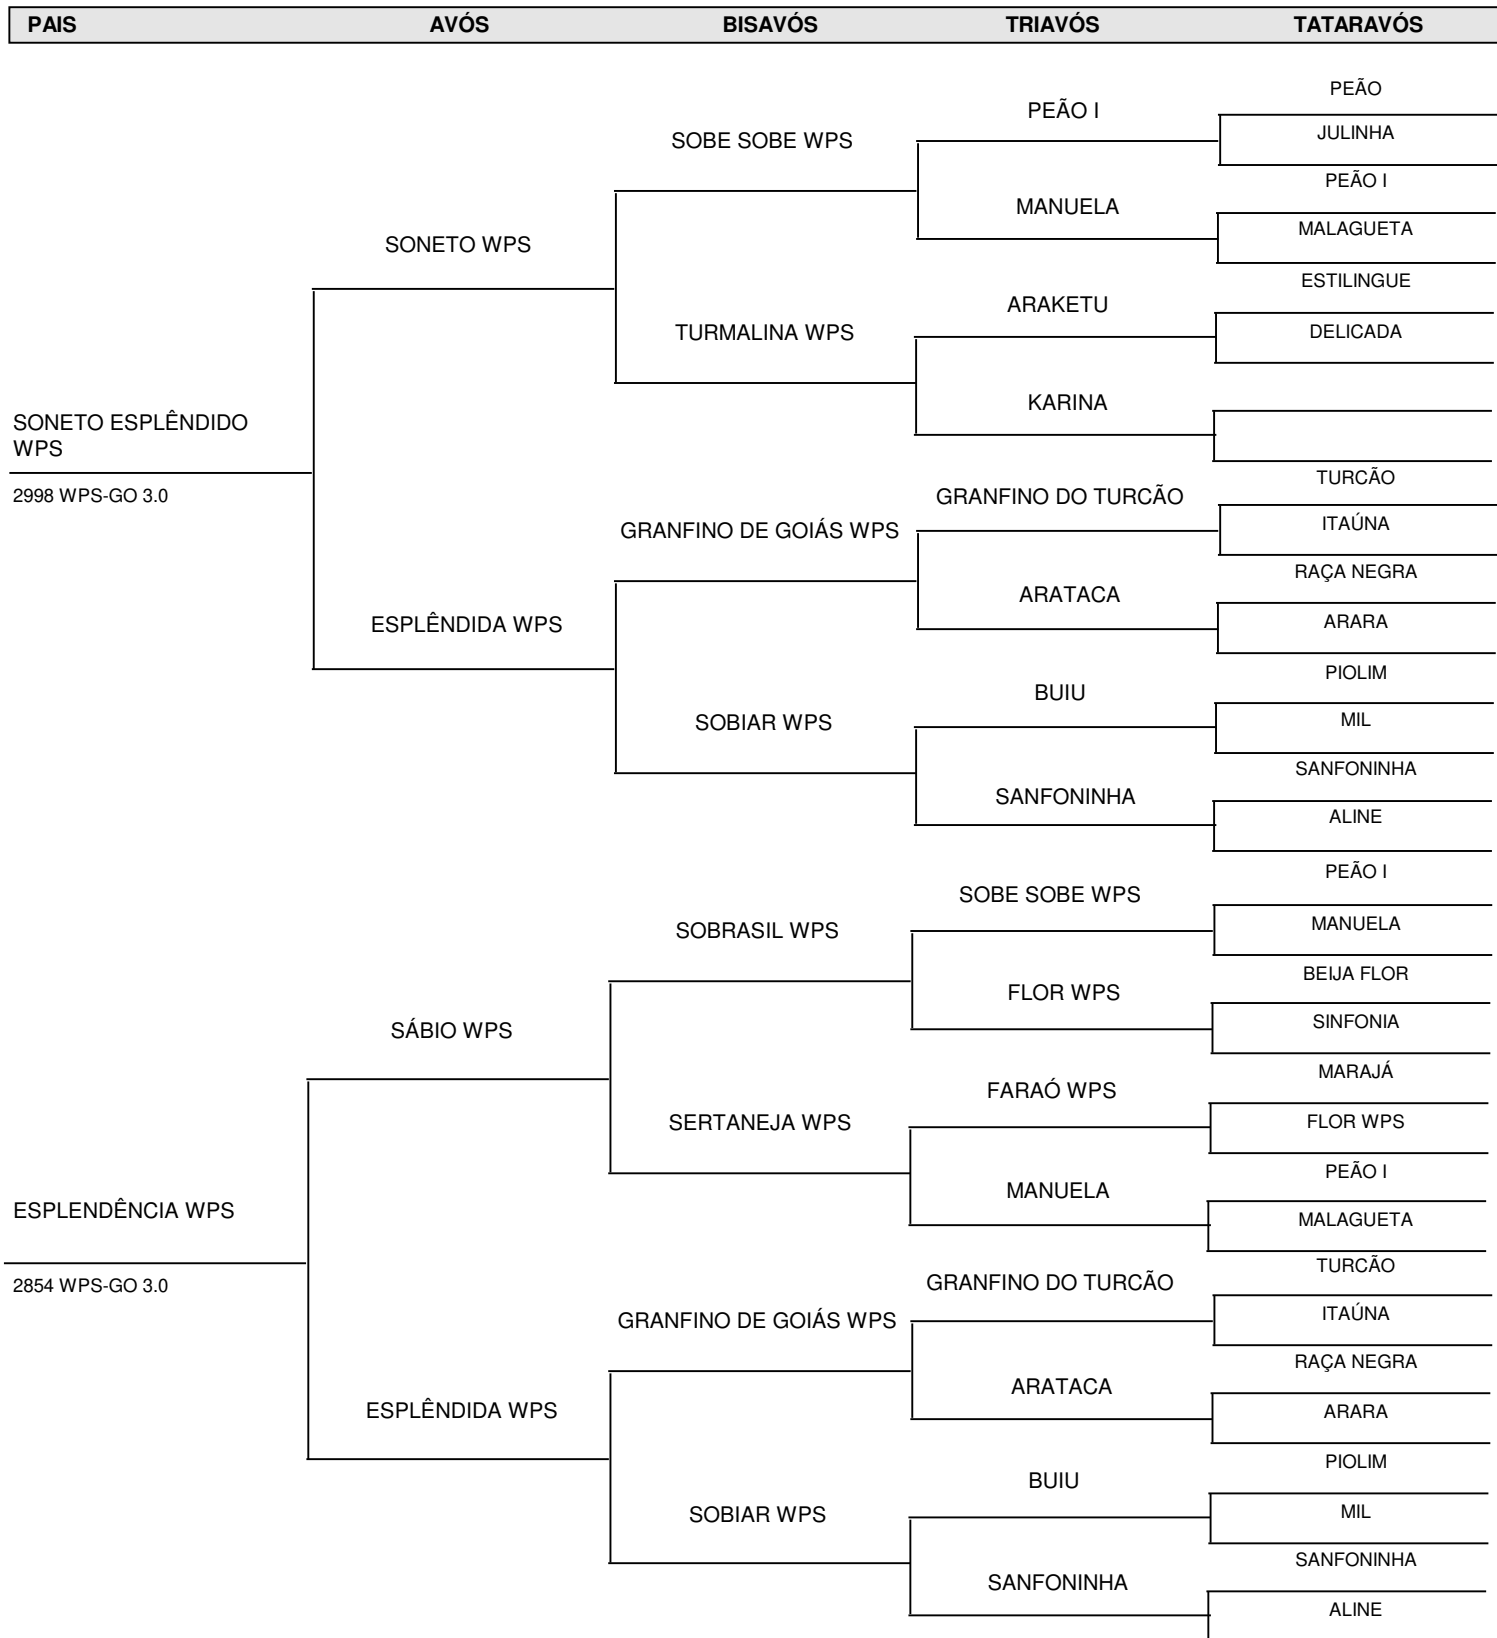 PAIS AVÓS BISAVÓS TRIAVÓS TATARAVÓS
PEÃO
PEÃO I
JULINHA
SOBE SOBE WPS
PEÃO I
MANUELA
MALAGUETA
SONETO WPS
ESTILINGUE
ARAKETU
TURMALINA WPS
DELICADA
KARINA
SONETO ESPLÊNDIDO
WPS
TURCÃO
2998 WPS-GO 3.0
GRANFINO DO TURCÃO
ITAÚNA
GRANFINO DE GOIÁS WPS
RAÇA NEGRA
ARATACA
ARARA
ESPLÊNDIDA WPS
PIOLIM
BUIU
MIL
SOBIAR WPS
SANFONINHA
SANFONINHA
ALINE
PEÃO I
SOBE SOBE WPS
MANUELA
SOBRASIL WPS
BEIJA FLOR
FLOR WPS
SINFONIA
SÁBIO WPS
MARAJÁ
FARAÓ WPS
FLOR WPS
SERTANEJA WPS
PEÃO I
MANUELA
ESPLENDÊNCIA WPS
MALAGUETA
TURCÃO
2854 WPS-GO 3.0
GRANFINO DO TURCÃO
ITAÚNA
GRANFINO DE GOIÁS WPS
RAÇA NEGRA
ARATACA
ESPLÊNDIDA WPS
ARARA
PIOLIM
BUIU
MIL
SOBIAR WPS
SANFONINHA
SANFONINHA
ALINE